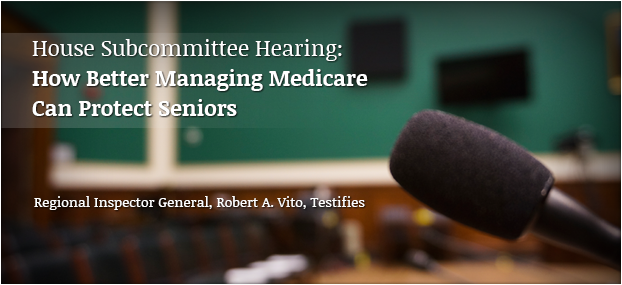 House Subcommittee Hearing:
How Better Managing Medicare
Can Protect Seniors
Regional Inspector General, Robert A. Vito, Testifies